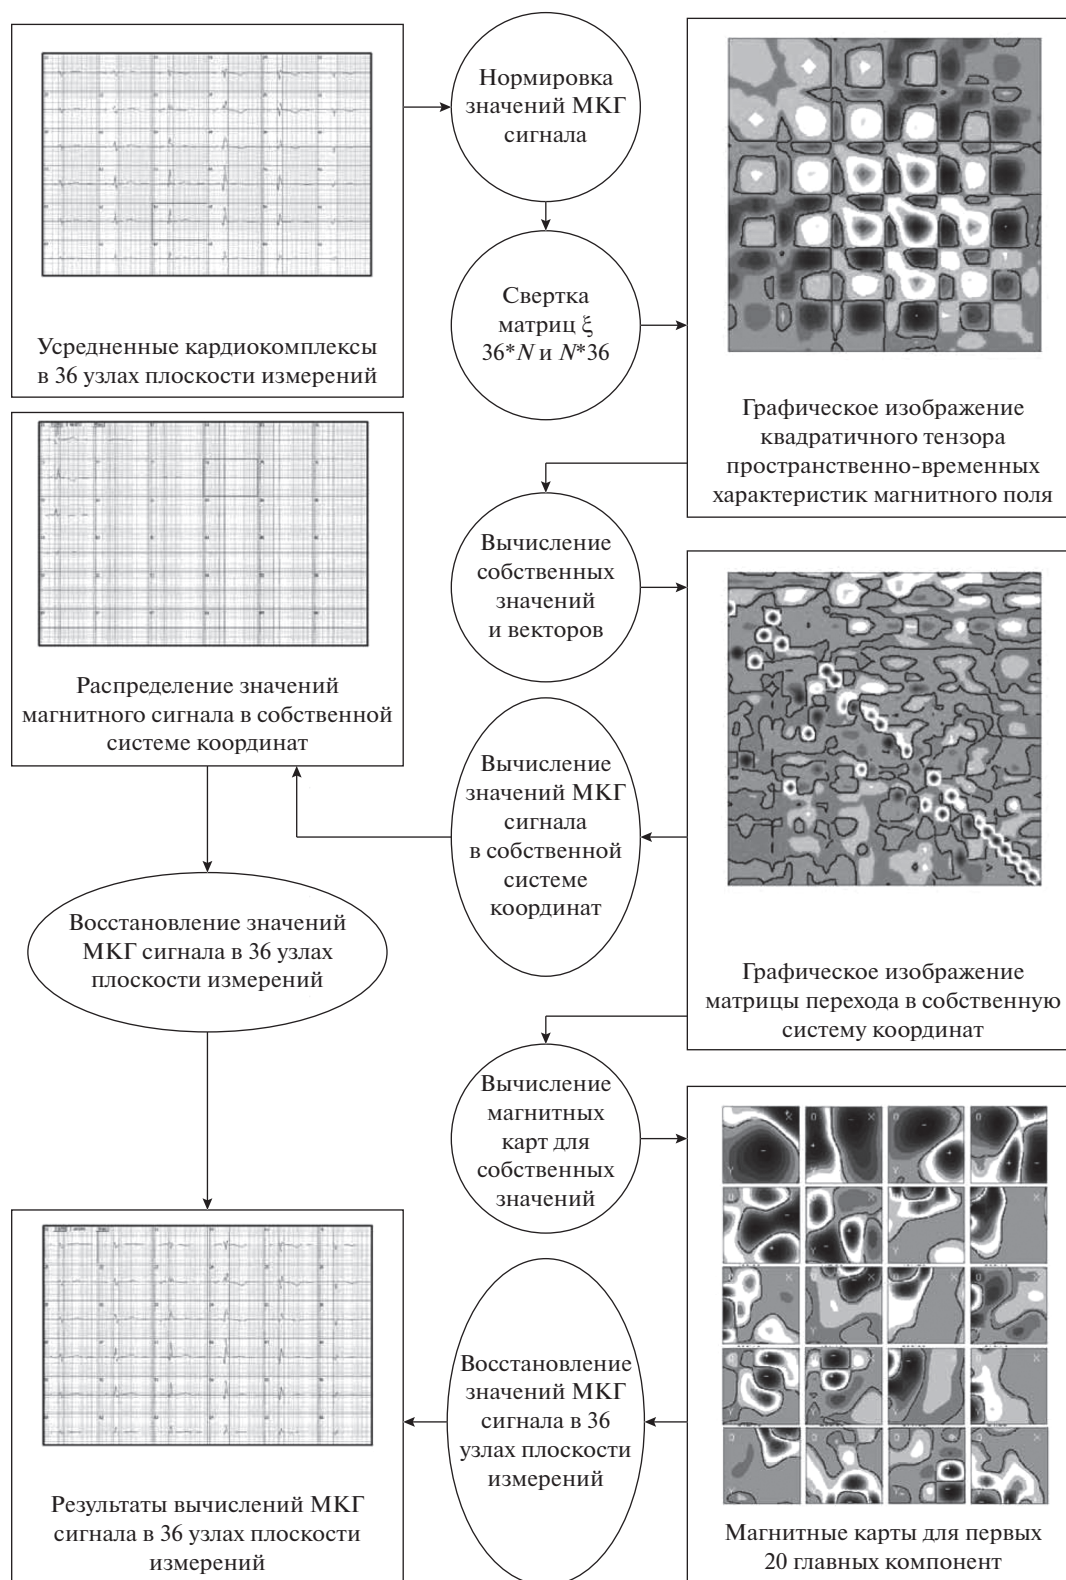 Усредненные кардиокомплексы
в 36 узлах плоскости измерений
Нормировка
значений МКГ
сигнала
Свертка
матриц ξ
36*N и N*36
Графическое изображение
квадратичного тензора
пространственно-временных
характеристик магнитного поля
Вычисление
собственных
значений
и векторов
Распределение значений
магнитного сигнала в собственной
системе координат
Вычисление
значений МКГ
сигнала
в собственной
системе
координат
Графическое изображение
матрицы перехода в собственную
систему координат
Восстановление значений
МКГ сигнала в 36 узлах
плоскости измерений
Вычисление
магнитных
карт для
собственных
значений
Восстановление
значений МКГ
сигнала в 36
узлах плоскости
измерений
Результаты вычислений МКГ
сигнала в 36 узлах плоскости
измерений
Магнитные карты для первых
20 главных компонент